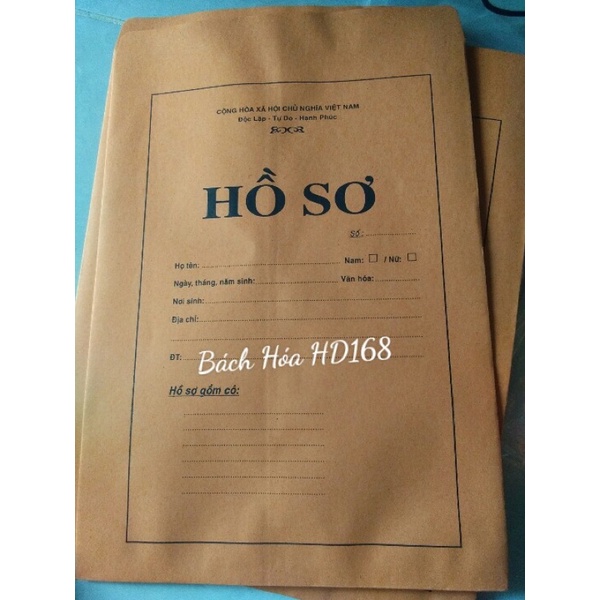 CỘNG HÒA XÃ HỘI CHỦ NGHĨA VIỆT NAM
Độc Lập - Tự Do - Hạnh Phúc
HỒ SƠ
Số:
Họ tên: Nam: / Nữ:
Ngày, tháng, năm sinh: Văn hóa:
Nơi sinh:
Địa chỉ:
ĐT:
Bách Hóa HD168
Hồ sơ gồm có: